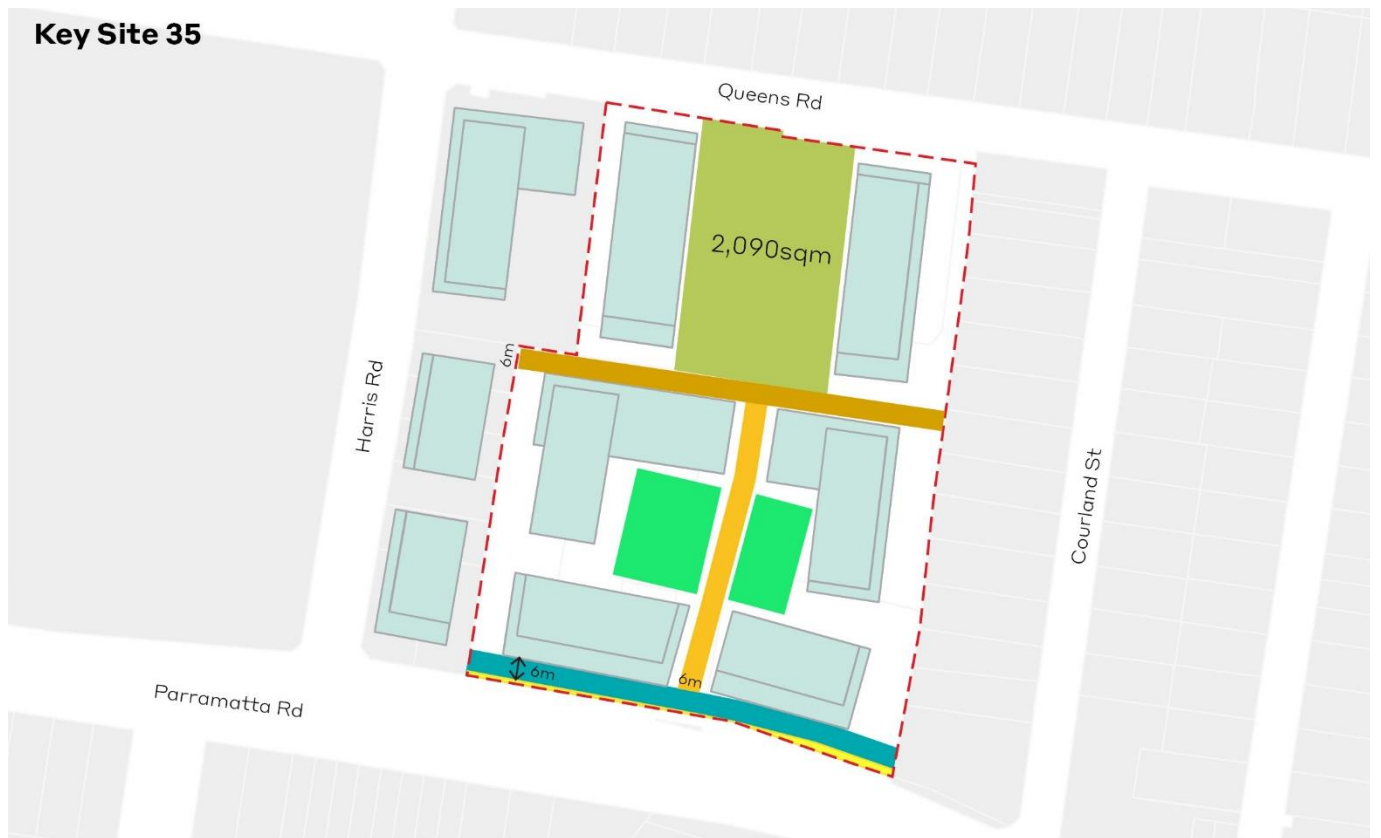 Key Site 35
Queens Rd
2,090sqm
6m
Harris Rd
Courland St
6m
6m
Parramatta Rd